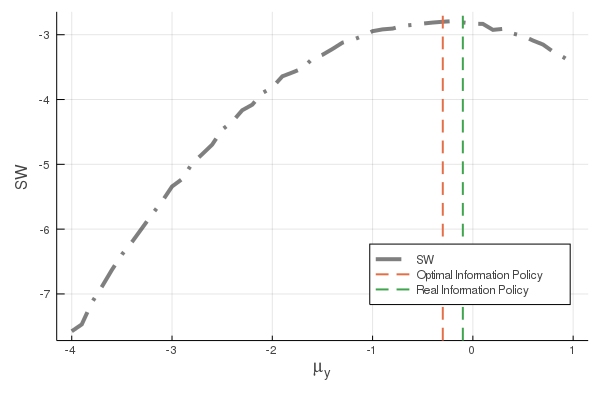 -3
-4
-5
-6
-7
SW
SW
Optimal Information Policy
Real Information Policy
-4 -3 -2 -1 0 1
μy